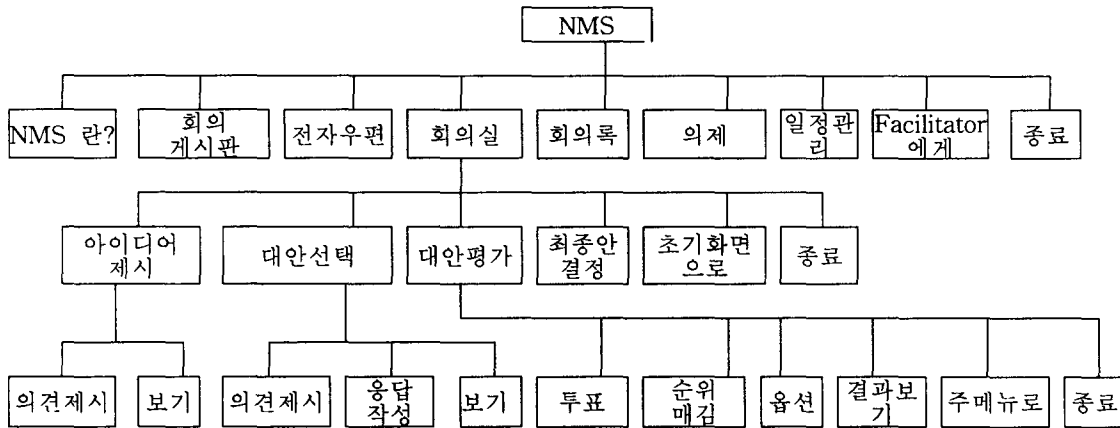 NMS
NMS 란?
회의
게시판
전자우편
회의실
회의록
의제
일정관
리
Facilitator
에게
종료
아이디어
제시
대안선택
대안평가
최종안
결정
초기화면
으로
종료
의견제시
보기
의견제시
응답
작성
보기
투표
순위
매김
옵션
결과보
기
주메뉴로
종료